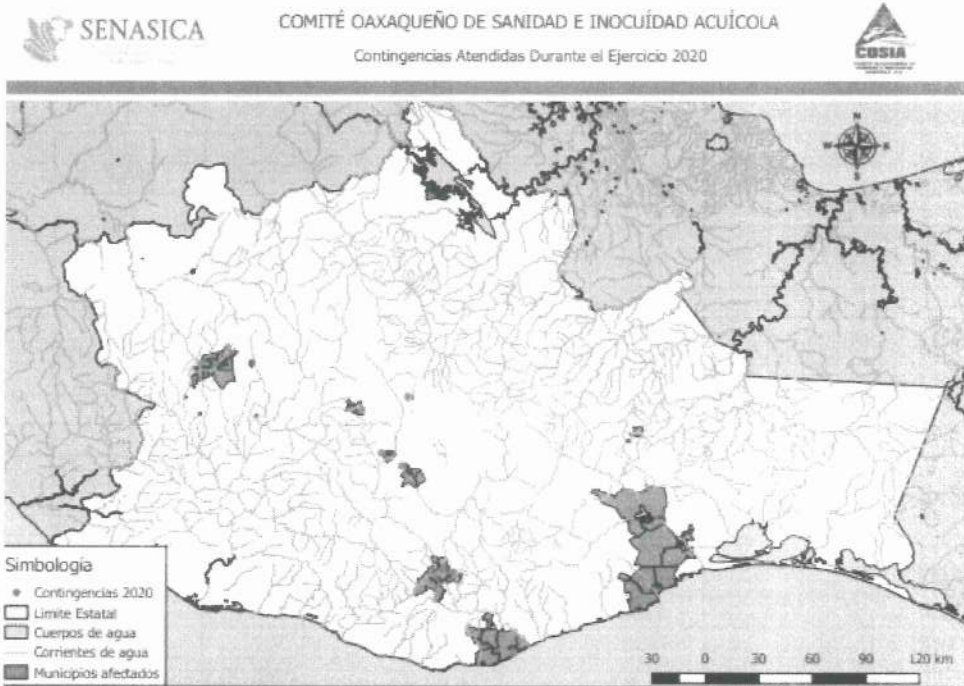 SENASICA
COMITÉ OAXAQUEÑO DE SANIDAD E INOCUÍDAD ACUÍCOLA
Contingencias Atendidas Durante el Ejercicio 2020
COSIA
N
W
E
S
Simbología
Contingencias 2020
Limite Estatal
Cuerpos de agua
Corrientes de agua
Municipios afectados
30 0 30 60 90 120 km